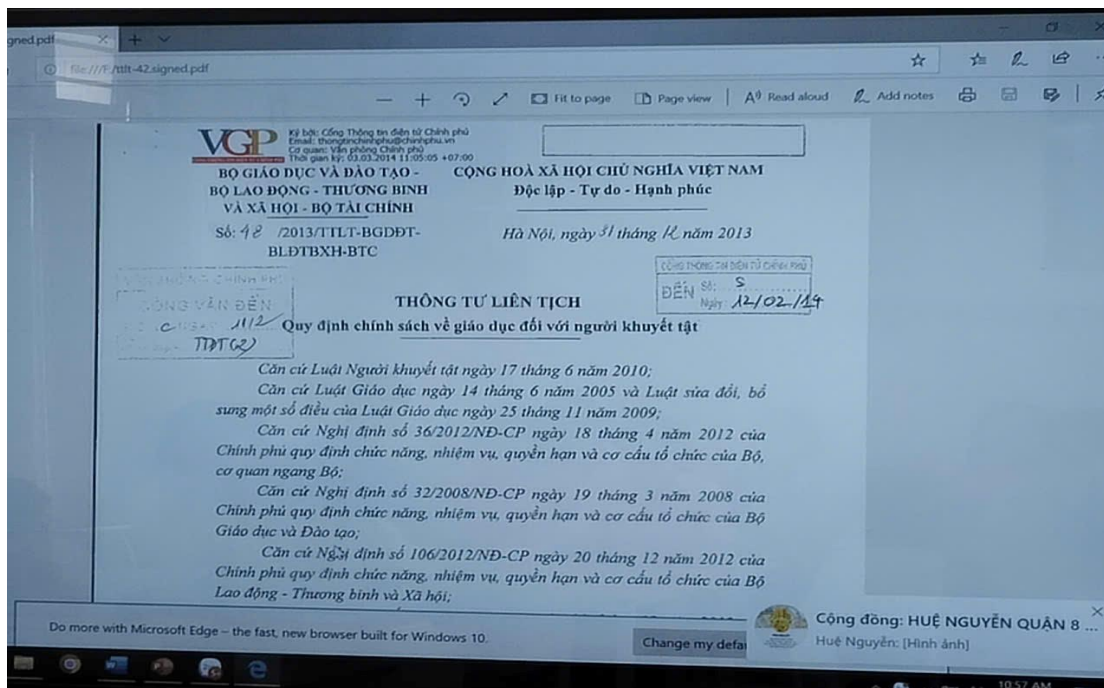 gned.pdf
file:///F:/ttlt-42.signed.pdf
Fit to page
Page view
Read aloud
Add notes
VGP
Ký bởi: Cổng Thông tin điện tử Chính phủ
Email: thongtinchinhphu@chinhphu.vn
Cơ quan: Văn phòng Chính phủ
Thời gian ký: 03.03.2014 11:05:05 +07:00
BỘ GIÁO DỤC VÀ ĐÀO TẠO -
BỘ LAO ĐỘNG - THƯƠNG BINH
VÀ XÃ HỘI - BỘ TÀI CHÍNH
CỘNG HOÀ XÃ HỘI CHỦ NGHĨA VIỆT NAM
Độc lập - Tự do - Hạnh phúc
Số: 42 /2013/TTLT-BGDĐT-
BLĐTBXH-BTC
Hà Nội, ngày 31 tháng 12 năm 2013
CÔNG VĂN ĐẾN
11/2
TTĐT (2)
CỔNG THÔNG TIN ĐIỆN TỬ CHÍNH PHỦ
ĐẾN Số: S
Ngày: 12/02/14
THÔNG TƯ LIÊN TỊCH
Quy định chính sách về giáo dục đối với người khuyết tật
Căn cứ Luật Người khuyết tật ngày 17 tháng 6 năm 2010;
Căn cứ Luật Giáo dục ngày 14 tháng 6 năm 2005 và Luật sửa đổi, bổ
sung một số điều của Luật Giáo dục ngày 25 tháng 11 năm 2009;
Căn cứ Nghị định số 36/2012/NĐ-CP ngày 18 tháng 4 năm 2012 của
Chính phủ quy định chức năng, nhiệm vụ, quyền hạn và cơ cấu tổ chức của Bộ,
cơ quan ngang Bộ;
Căn cứ Nghị định số 32/2008/NĐ-CP ngày 19 tháng 3 năm 2008 của
Chính phủ quy định chức năng, nhiệm vụ, quyền hạn và cơ cấu tổ chức của Bộ
Giáo dục và Đào tạo;
Căn cứ Nghị định số 106/2012/NĐ-CP ngày 20 tháng 12 năm 2012 của
Chính phủ quy định chức năng, nhiệm vụ, quyền hạn và cơ cấu tổ chức của Bộ
Lao động - Thương binh và Xã hội;
Do more with Microsoft Edge – the fast, new browser built for Windows 10.
Change my defau
Cộng đồng: HUỆ NGUYỄN QUẬN 8 ...
Huệ Nguyễn: [Hình ảnh]
10:57 AM